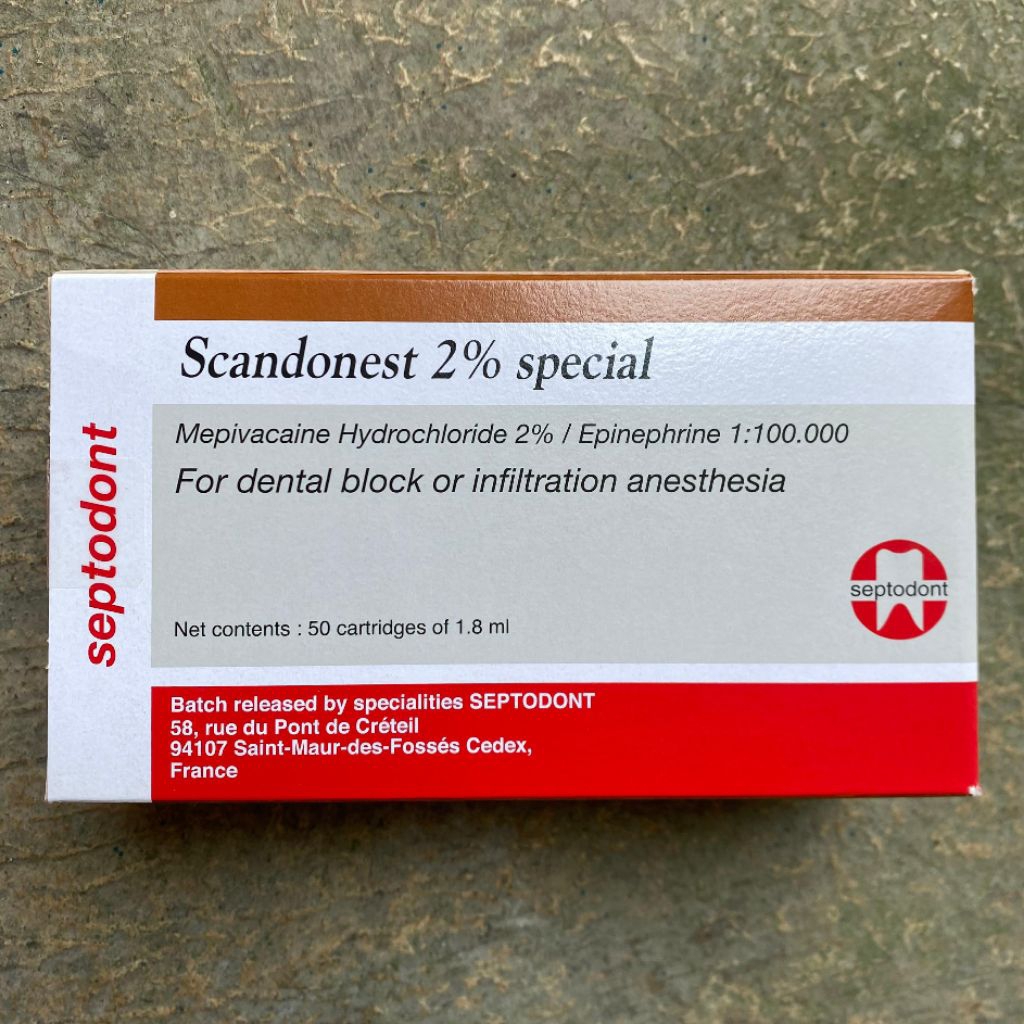 Scandonest 2% special
Mepivacaine Hydrochloride 2% / Epinephrine 1:100.000
For dental block or infiltration anesthesia
septodont
septodont
Net contents : 50 cartridges of 1.8 ml
Batch released by specialities SEPTODONT
58, rue du Pont de Créteil
94107 Saint-Maur-des-Fossés Cedex,
France